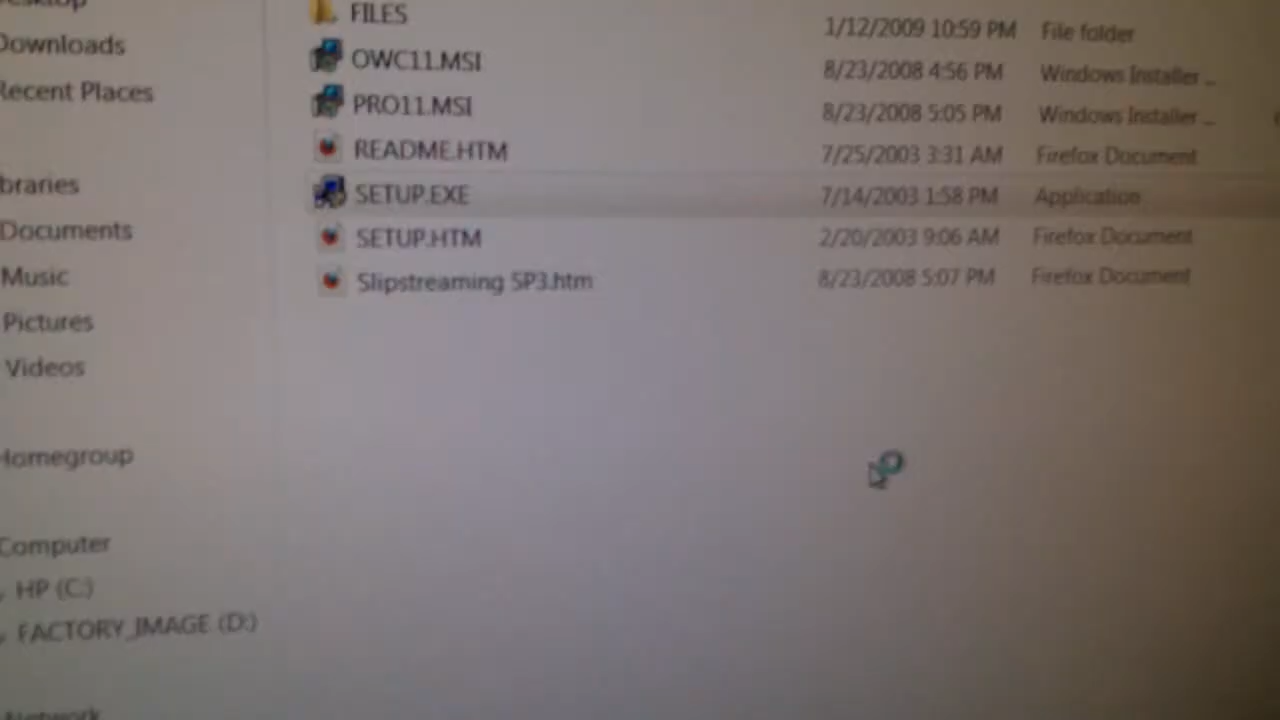 FILES 1/12/2009 10:59 PM File folder
Downloads OWC11.MSI 8/23/2008 4:56 PM Windows Installer ...
Recent Places PRO11.MSI 8/23/2008 5:05 PM Windows Installer ...
README.HTM 7/25/2003 3:31 AM Firefox Document
braries SETUP.EXE 7/14/2003 1:58 PM Application
Documents SETUP.HTM 2/20/2003 9:06 AM Firefox Document
Music Slipstreaming SP3.htm 8/23/2008 5:07 PM Firefox Document
Pictures
Videos
Homegroup
Computer
HP (C:)
FACTORY_IMAGE (D:)
Network